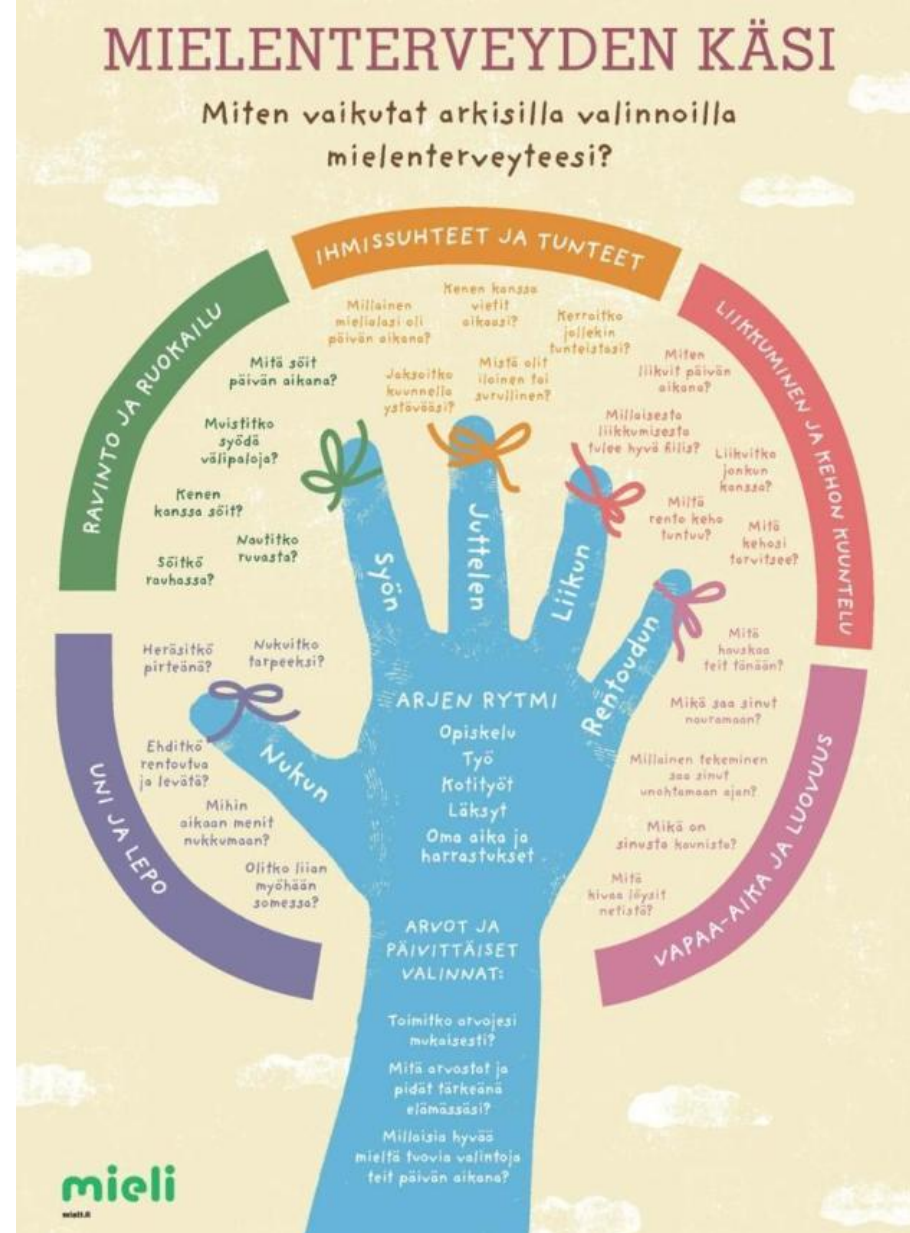 MIELENTERVEYDEN KÄSI
Miten vaikutat arkisilla valinnoilla
mielenterveyteesi?
RAVINTO JA RUOKAILU
Mitä söit
päivän aikana?
Muistitko
syödä
välipaloja?
Kenen
kanssa söit?
Nautitko
ruuasta?
Söitkö
rauhassa?
IHMISSUHTEET JA TUNTEET
Millainen
mielialasi oli
päivän aikana?
Kenen kanssa
vietit
aikaasi?
Kerroitko
jollekin
tunteistasi?
Jaksoitko
kuunnella
ystävääsi?
Mistä olit
iloinen tai
surullinen?
LIIKKUMINEN JA KEHON KUUNTELU
Miten
liikuit päivän
aikana?
Millaisesta
liikkumisesta
tulee hyvä fiilis?
Liikuitko
jonkun
kanssa?
Miltä
rento keho
tuntuu?
Mitä
kehosi
tarvitsee?
UNI JA LEPO
Heräsitkö
pirteänä?
Nukuitko
tarpeeksi?
Ehditkö
rentoutua
ja levätä?
Mihin
aikaan menit
nukkumaan?
Olitko liian
myöhään
somessa?
VAPAA-AIKA JA LUOVUUS
Mitä
hauskaa
teit tänään?
Mikä saa sinut
nauramaan?
Millainen tekeminen
saa sinut
unohtamaan ajan?
Mikä on
sinusta kaunista?
Mitä
kivaa löysit
netistä?
Nukun
Syön
Juttelen
Liikun
Rentoudun
ARJEN RYTMI
Opiskelu
Työ
Kotityöt
Läksyt
Oma aika ja
harrastukset
ARVOT JA
PÄIVITTÄISET
VALINNAT:
Toimitko arvojesi
mukaisesti?
Mitä arvostat ja
pidät tärkeänä
elämässäsi?
Millaisia hyvää
mieltä tuovia valintoja
teit päivän aikana?
mieli
mieli.fi